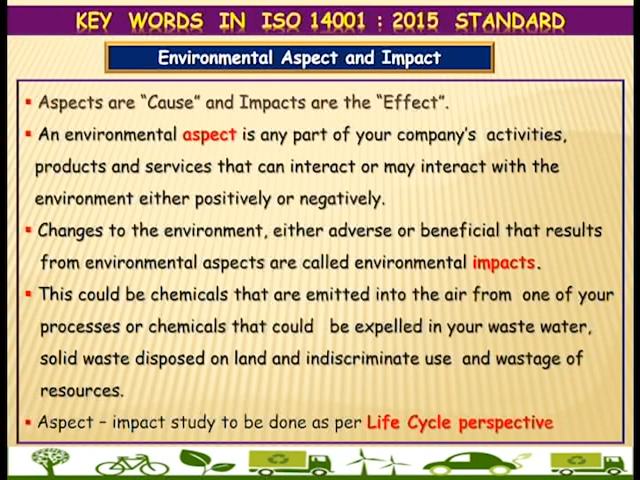 KEY WORDS IN ISO 14001 : 2015 STANDARD
Environmental Aspect and Impact
▪ Aspects are “Cause” and Impacts are the “Effect”.
▪ An environmental aspect is any part of your company’s activities,
products and services that can interact or may interact with the
environment either positively or negatively.
▪ Changes to the environment, either adverse or beneficial that results
from environmental aspects are called environmental impacts.
▪ This could be chemicals that are emitted into the air from one of your
processes or chemicals that could be expelled in your waste water,
solid waste disposed on land and indiscriminate use and wastage of
resources.
▪ Aspect – impact study to be done as per Life Cycle perspective